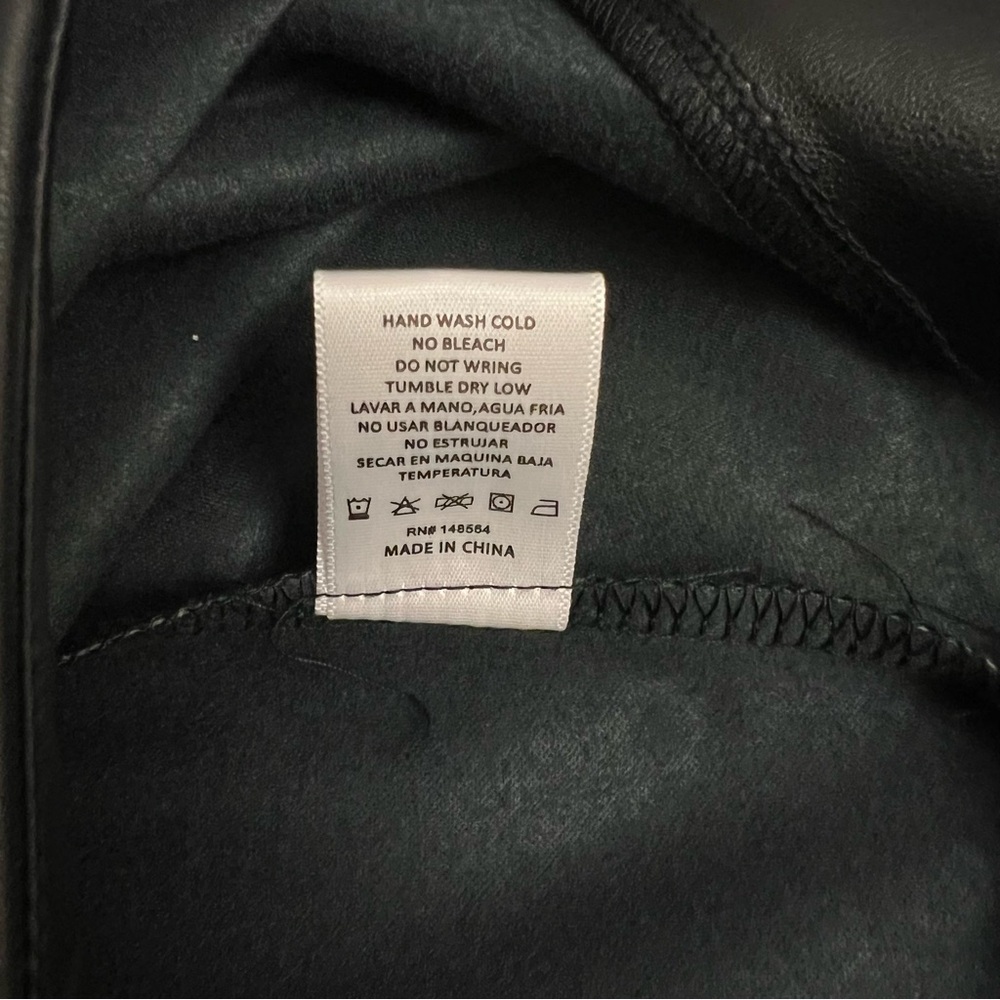 HAND WASH COLD
NO BLEACH
DO NOT WRING
TUMBLE DRY LOW
LAVAR A MANO,AGUA FRIA
NO USAR BLANQUEADOR
NO ESTRUJAR
SECAR EN MAQUINA BAJA
TEMPERATURA
RN# 148564
MADE IN CHINA